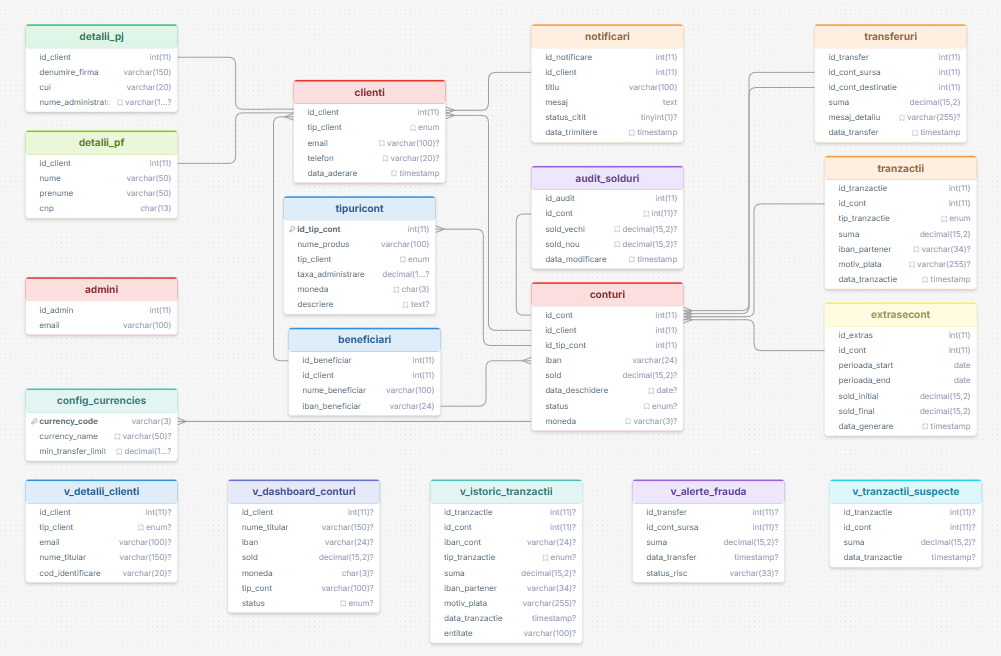 detalii_pj
id_client int(11)
denumire_firma varchar(150)
cui varchar(20)
nume_administrat varchar(1...?
detalii_pf
id_client int(11)
nume varchar(50)
prenume varchar(50)
cnp char(13)
admini
id_admin int(11)
email varchar(100)
config_currencies
currency_code varchar(3)
currency_name varchar(50)?
min_transfer_limit decimal(1...?
clienti
id_client int(11)
tip_client enum
email varchar(100)?
telefon varchar(20)?
data_aderare timestamp
tipuricont
id_tip_cont int(11)
nume_produs varchar(100)
tip_client enum
taxa_administrare decimal(1...?
moneda char(3)
descriere text?
beneficiari
id_beneficiar int(11)
id_client int(11)
nume_beneficiar varchar(100)
iban_beneficiar varchar(24)
notificari
id_notificare int(11)
id_client int(11)
titlu varchar(100)
mesaj text
status_citit tinyint(1)?
data_trimitere timestamp
audit_solduri
id_audit int(11)
id_cont int(11)?
sold_vechi decimal(15,2)?
sold_nou decimal(15,2)?
data_modificare timestamp
conturi
id_cont int(11)
id_client int(11)
id_tip_cont int(11)
iban varchar(24)
sold decimal(15,2)?
data_deschidere date?
status enum?
moneda varchar(3)?
transferuri
id_transfer int(11)
id_cont_sursa int(11)
id_cont_destinatie int(11)
suma decimal(15,2)
mesaj_detaliu varchar(255)?
data_transfer timestamp
tranzactii
id_tranzactie int(11)
id_cont int(11)
tip_tranzactie enum
suma decimal(15,2)
iban_partener varchar(34)?
motiv_plata varchar(255)?
data_tranzactie timestamp
extrasecont
id_extras int(11)
id_cont int(11)
perioada_start date
perioada_end date
sold_initial decimal(15,2)
sold_final decimal(15,2)
data_generare timestamp
v_detalii_clienti
id_client int(11)?
tip_client enum?
email varchar(100)?
nume_titular varchar(150)?
cod_identificare varchar(20)?
v_dashboard_conturi
id_client int(11)?
nume_titular varchar(150)?
iban varchar(24)?
sold decimal(15,2)?
moneda char(3)?
tip_cont varchar(100)?
status enum?
v_istoric_tranzactii
id_tranzactie int(11)?
id_cont int(11)?
iban_cont varchar(24)?
tip_tranzactie enum?
suma decimal(15,2)?
iban_partener varchar(34)?
motiv_plata varchar(255)?
data_tranzactie timestamp?
entitate varchar(100)?
v_alerte_frauda
id_transfer int(11)?
id_cont_sursa int(11)?
suma decimal(15,2)?
data_transfer timestamp?
status_risc varchar(33)?
v_tranzactii_suspecte
id_tranzactie int(11)?
id_cont int(11)?
suma decimal(15,2)?
data_tranzactie timestamp?